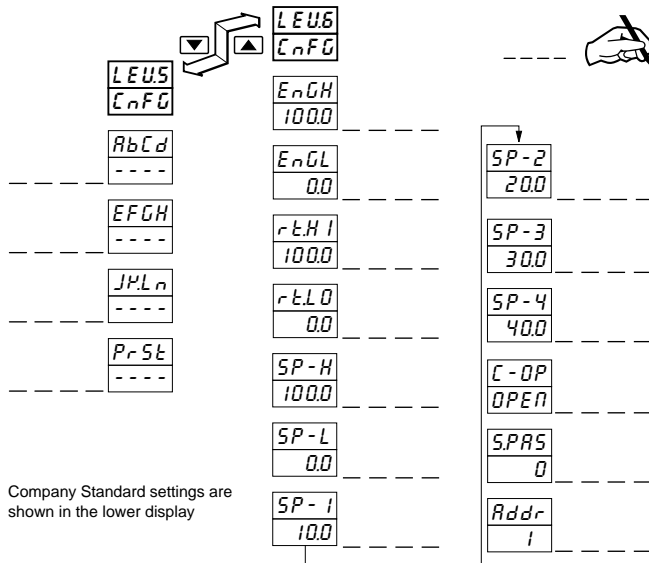 LEV.6
CnFG
LEV.5
CnFG
AbCd
- - - -
EFGH
- - - -
JK.Ln
- - - -
PrSt
- - - -
Company Standard settings are
shown in the lower display
EnGH
100.0
EnGL
0.0
rt.HI
100.0
rt.LO
0.0
SP-H
100.0
SP-L
0.0
SP-1
10.0
SP-2
20.0
SP-3
30.0
SP-4
40.0
C-OP
OPEn
S.PAS
0
Addr
1